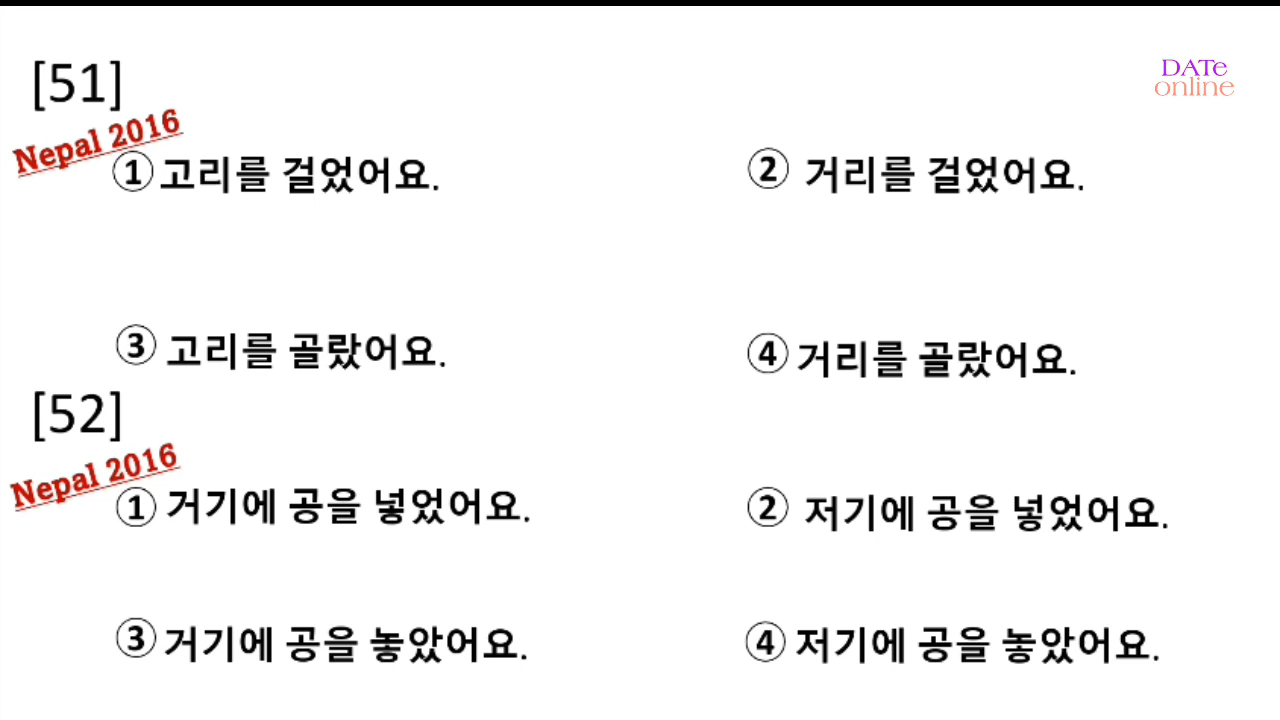 DATe
online
[51]
Nepal 2016
① 고리를 걸었어요.
② 거리를 걸었어요.
③ 고리를 골랐어요.
④ 거리를 골랐어요.
[52]
Nepal 2016
① 거기에 공을 넣었어요.
② 저기에 공을 넣었어요.
③ 거기에 공을 놓았어요.
④ 저기에 공을 놓았어요.